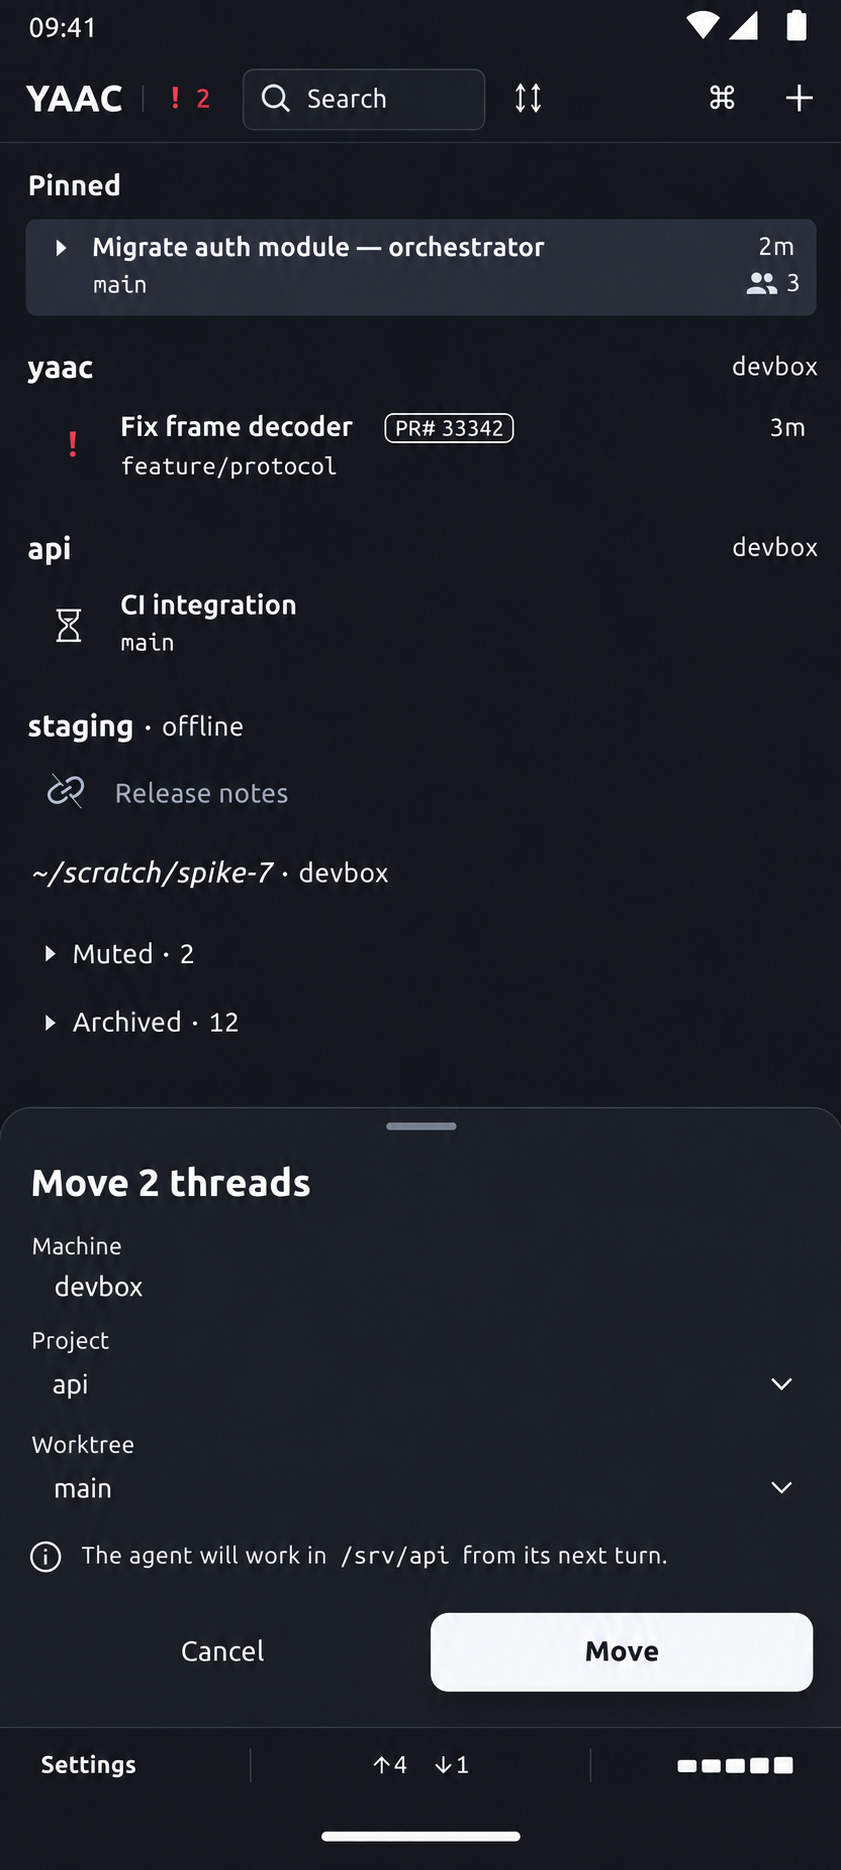 09:41
YAAC ! 2 Search ⌘ +
Pinned
Migrate auth module — orchestrator 2m
main 3
yaac devbox
! Fix frame decoder PR# 33342 3m
feature/protocol
api devbox
CI integration
main
staging · offline
Release notes
~/scratch/spike-7 · devbox
Muted · 2
Archived · 12
Move 2 threads
Machine
devbox
Project
api
Worktree
main
The agent will work in /srv/api from its next turn.
Cancel Move
Settings ↑4 ↓1